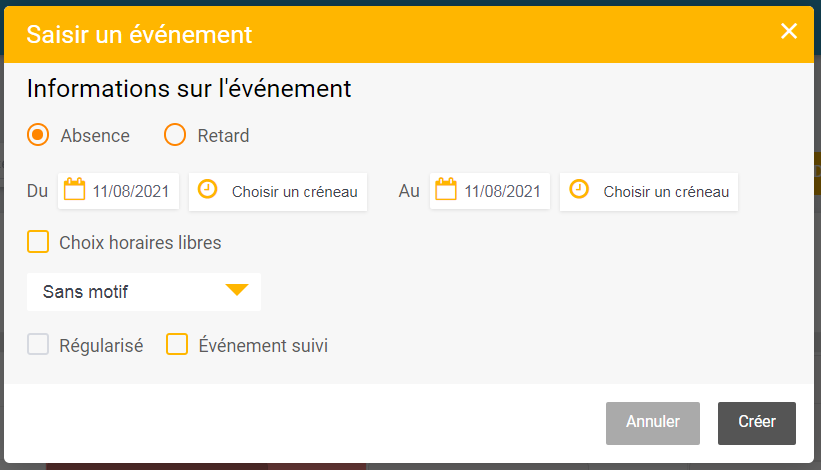 Saisir un événement
Informations sur l'événement
Absence Retard
Du 11/08/2021 Choisir un créneau Au 11/08/2021 Choisir un créneau
Choix horaires libres
Sans motif
Régularisé Événement suivi
Annuler Créer